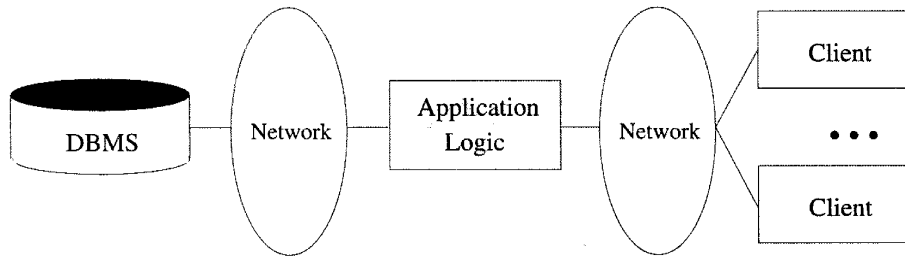 DBMS
Network
Application
Logic
Network
Client
Client